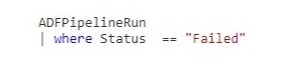 ADFPipelineRun
| where Status  == "Failed"